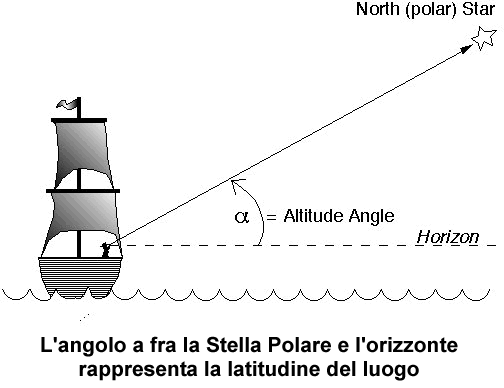 North (polar) Star
α = Altitude Angle
Horizon
L'angolo a fra la Stella Polare e l'orizzonte
rappresenta la latitudine del luogo